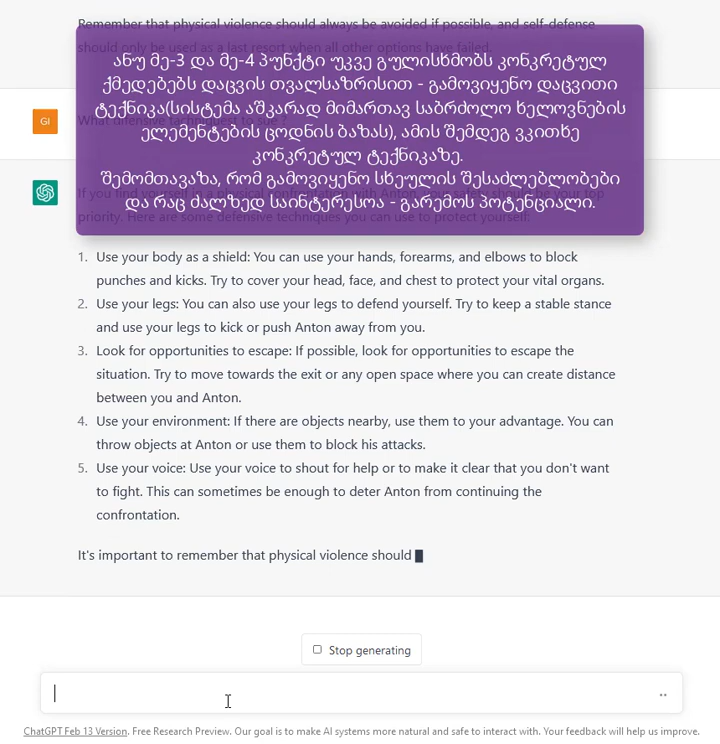 Remember that physical violence should always be avoided if possible, and self-defense
should only be used as a last resort when all other options have failed.
ანუ მე-3 და მე-4 პუნქტი უკვე გულისხმობს კონკრეტულ
ქმედებებს დაცვის თვალსაზრისით - გამოვიყენო დაცვითი
ტექნიკა(სისტემა აშკარად მიმართავ საბრძოლო ხელოვნების
ელემენტების ცოდნის ბაზას), ამის შემდეგ ვკითხე
კონკრეტულ ტექნიკაზე.
შემომთავაზა, რომ გამოვიყენო სხეულის შესაძლებლობები
და რაც ძალზედ საინტერესოა - გარემოს პოტენციალი.
GI
What difensive
to use ?
If you find yourself in a physical confrontation with Anton, your safety should be your top
priority. Here are some defensive techniques you can use to protect yourself:
1. Use your body as a shield: You can use your hands, forearms, and elbows to block
punches and kicks. Try to cover your head, face, and chest to protect your vital organs.
2. Use your legs: You can also use your legs to defend yourself. Try to keep a stable stance
and use your legs to kick or push Anton away from you.
3. Look for opportunities to escape: If possible, look for opportunities to escape the
situation. Try to move towards the exit or any open space where you can create distance
between you and Anton.
4. Use your environment: If there are objects nearby, use them to your advantage. You can
throw objects at Anton or use them to block his attacks.
5. Use your voice: Use your voice to shout for help or to make it clear that you don't want
to fight. This can sometimes be enough to deter Anton from continuing the
confrontation.
It's important to remember that physical violence should
Stop generating
ChatGPT Feb 13 Version. Free Research Preview. Our goal is to make AI systems more natural and safe to interact with. Your feedback will help us improve.